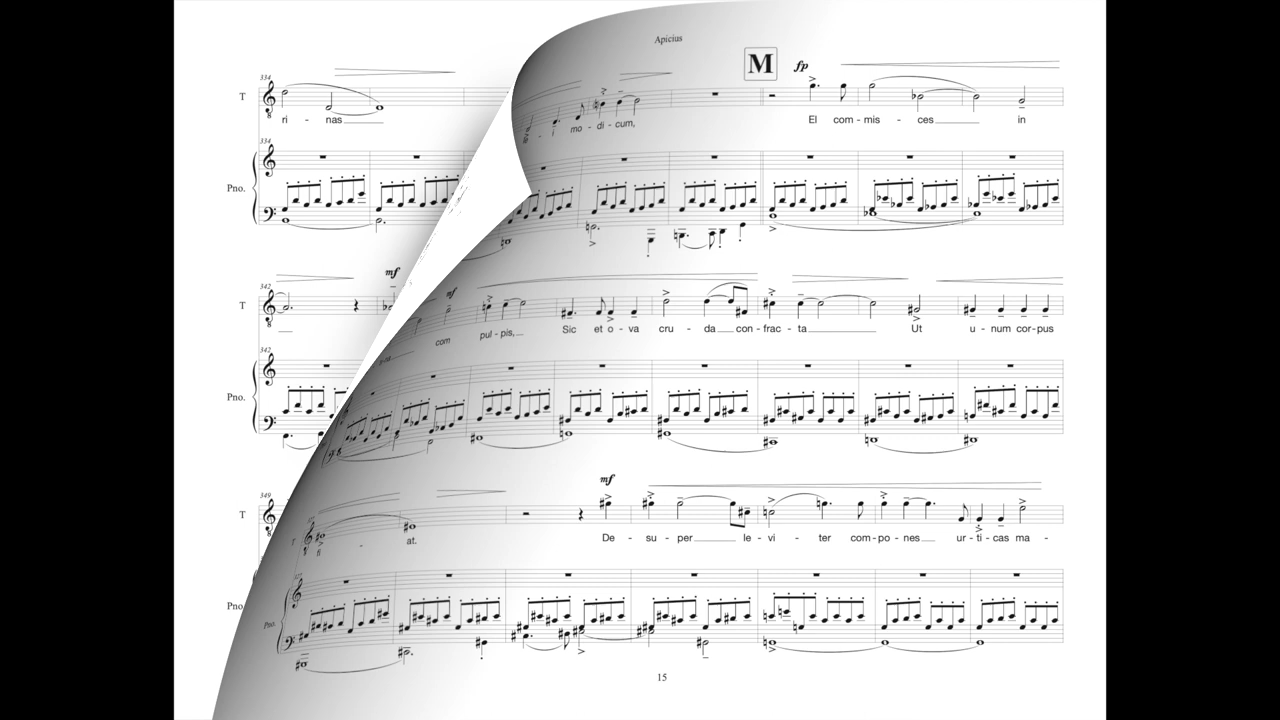 Apicius
M fp
334
T
ri - nas mo - di - cum, El com - mis - ces in
334
Pno.
mf mf
342
T
com pul - pis, Sic et o - va cru - da con - frac - ta Ut u - num cor - pus
342
Pno.
mf
349
T
fi - at. De - su - per le - vi - ter com - po - nes ur - ti - cas ma -
Pno.
Pno.
15